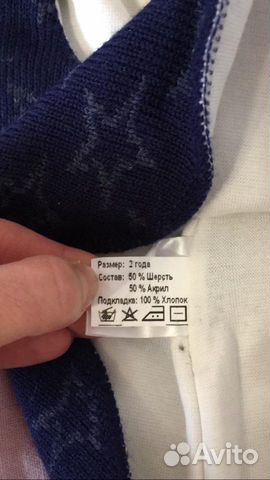 Размер: 2 года
Состав: 50 % Шерсть
50 % Акрил
Подкладка: 100 % Хлопок
Avito